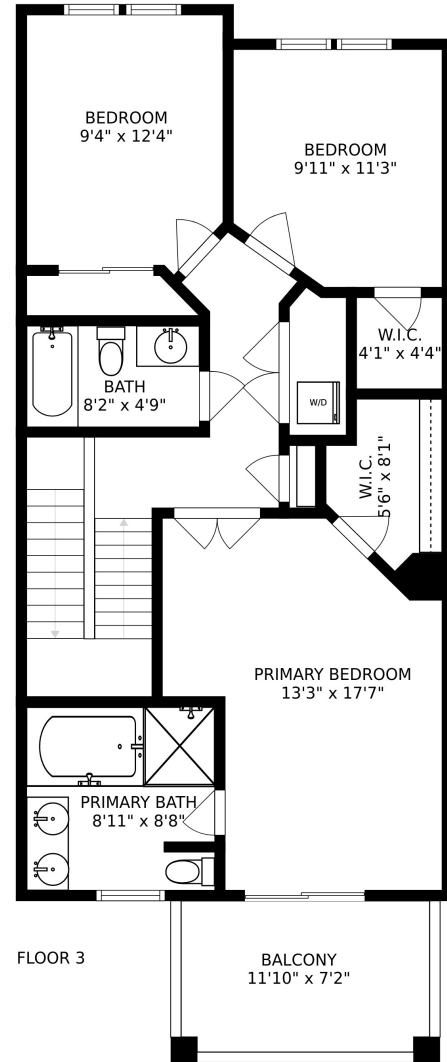 BEDROOM
9'4" x 12'4"
BEDROOM
9'11" x 11'3"
W.I.C.
4'1" x 4'4"
BATH
8'2" x 4'9"
W/D
W.I.C.
5'6" x 8'1"
PRIMARY BEDROOM
13'3" x 17'7"
PRIMARY BATH
8'11" x 8'8"
FLOOR 3
BALCONY
11'10" x 7'2"